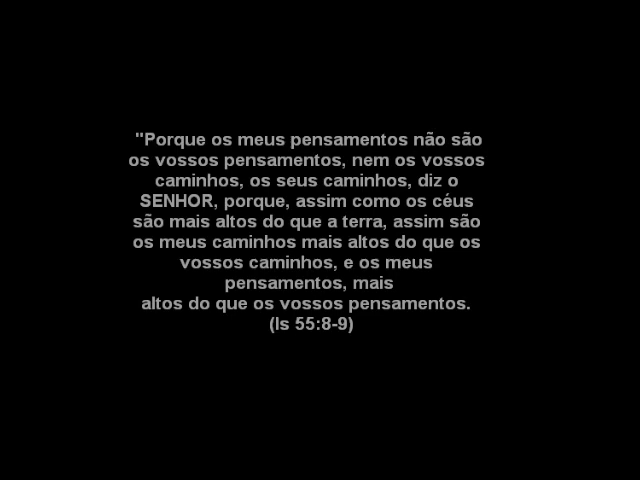 "Porque os meus pensamentos não são
os vossos pensamentos, nem os vossos
caminhos, os seus caminhos, diz o
SENHOR, porque, assim como os céus
são mais altos do que a terra, assim são
os meus caminhos mais altos do que os
vossos caminhos, e os meus
pensamentos, mais
altos do que os vossos pensamentos.
(Is 55:8-9)